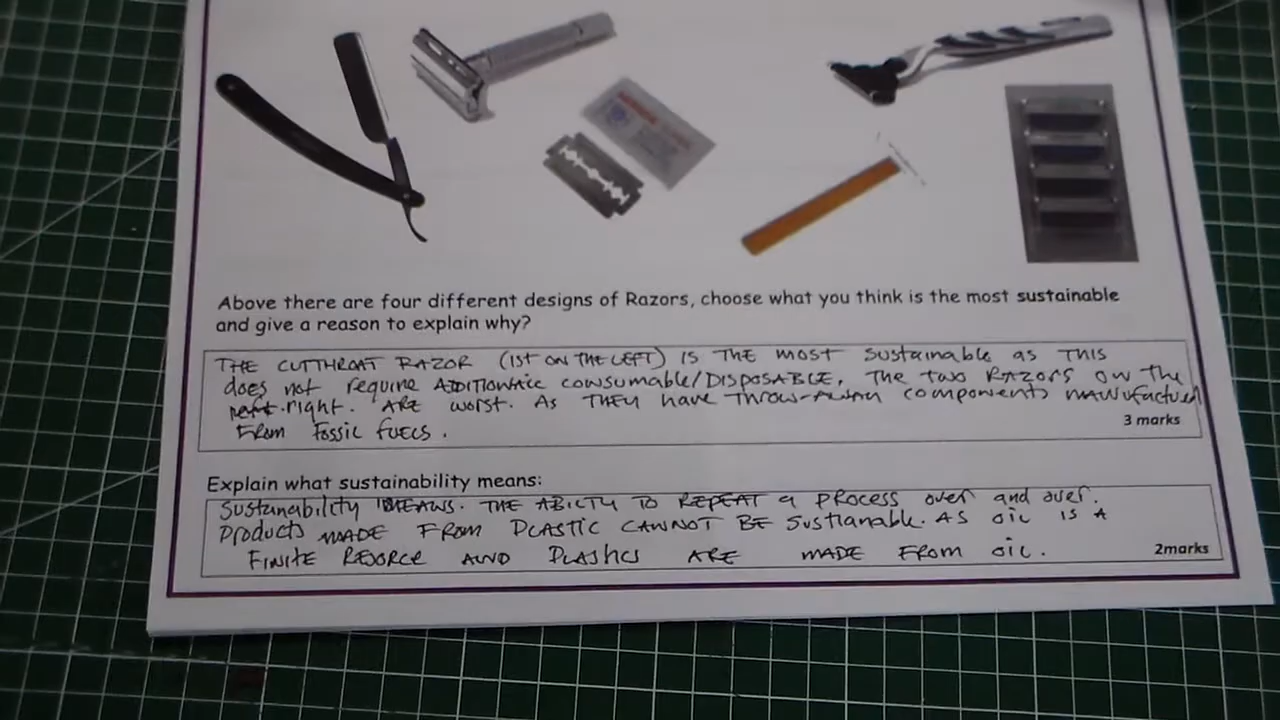 Above there are four different designs of Razors, choose what you think is the most sustainable
and give a reason to explain why?
THE CUTTHROAT RAZOR (1ST ON THE LEFT) IS THE MOST Sustainable as THIS
does not require ADDITIONAL consumable/DISPOSABLE. THE TWO RAZORS ON THE
right. ARE worst. AS THEY have THROW-AWAY components manufactured
FROM FOSSIL FUELS.
3 marks
Explain what sustainability means:
Sustanability MEANS. THE ABILTY TO REPEAT a PROCESS over and over.
Products MADE FROM PLASTIC CANNOT BE Sustianable. AS OIL IS A
FINITE RESORCE AND PLASTICS ARE MADE FROM OIL.
2marks